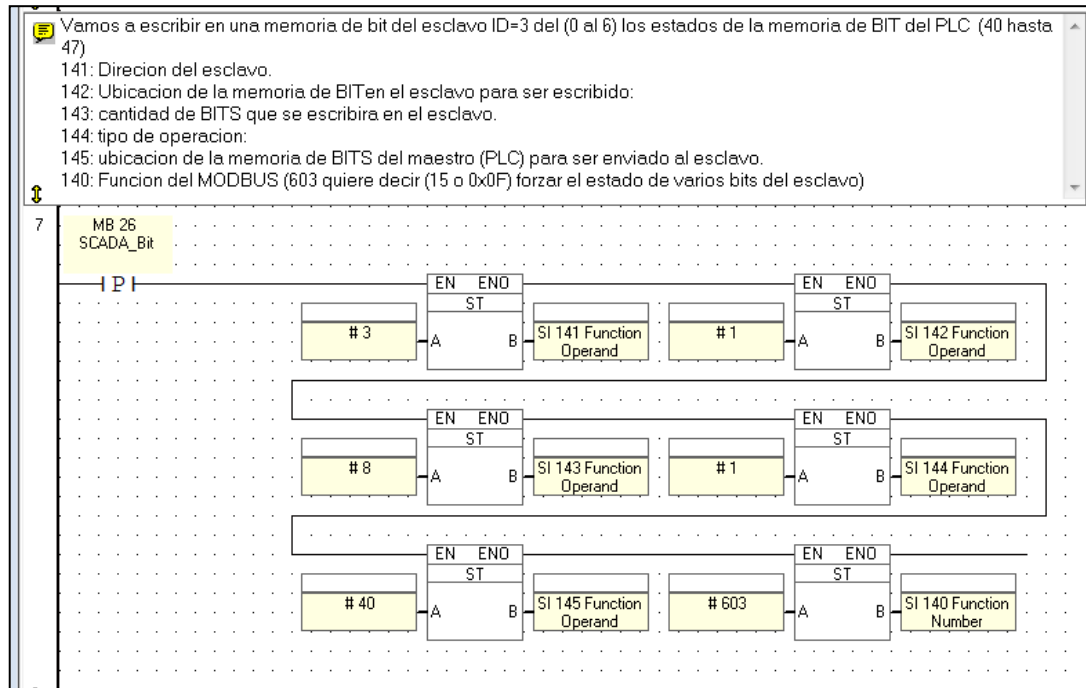 Vamos a escribir en una memoria de bit del esclavo ID=3 del (0 al 6) los estados de la memoria de BIT del PLC (40 hasta
47)
141: Direcion del esclavo.
142: Ubicacion de la memoria de BITen el esclavo para ser escribido:
143: cantidad de BITS que se escribira en el esclavo.
144: tipo de operacion:
145: ubicacion de la memoria de BITS del maestro (PLC) para ser enviado al esclavo.
140: Funcion del MODBUS (603 quiere decir (15 o 0x0F) forzar el estado de varios bits del esclavo)
7
MB 26
SCADA_Bit
P
EN ENO
ST
# 3
A B
SI 141 Function
Operand
EN ENO
ST
# 1
A B
SI 142 Function
Operand
EN ENO
ST
# 8
A B
SI 143 Function
Operand
EN ENO
ST
# 1
A B
SI 144 Function
Operand
EN ENO
ST
# 40
A B
SI 145 Function
Operand
EN ENO
ST
# 603
A B
SI 140 Function
Number